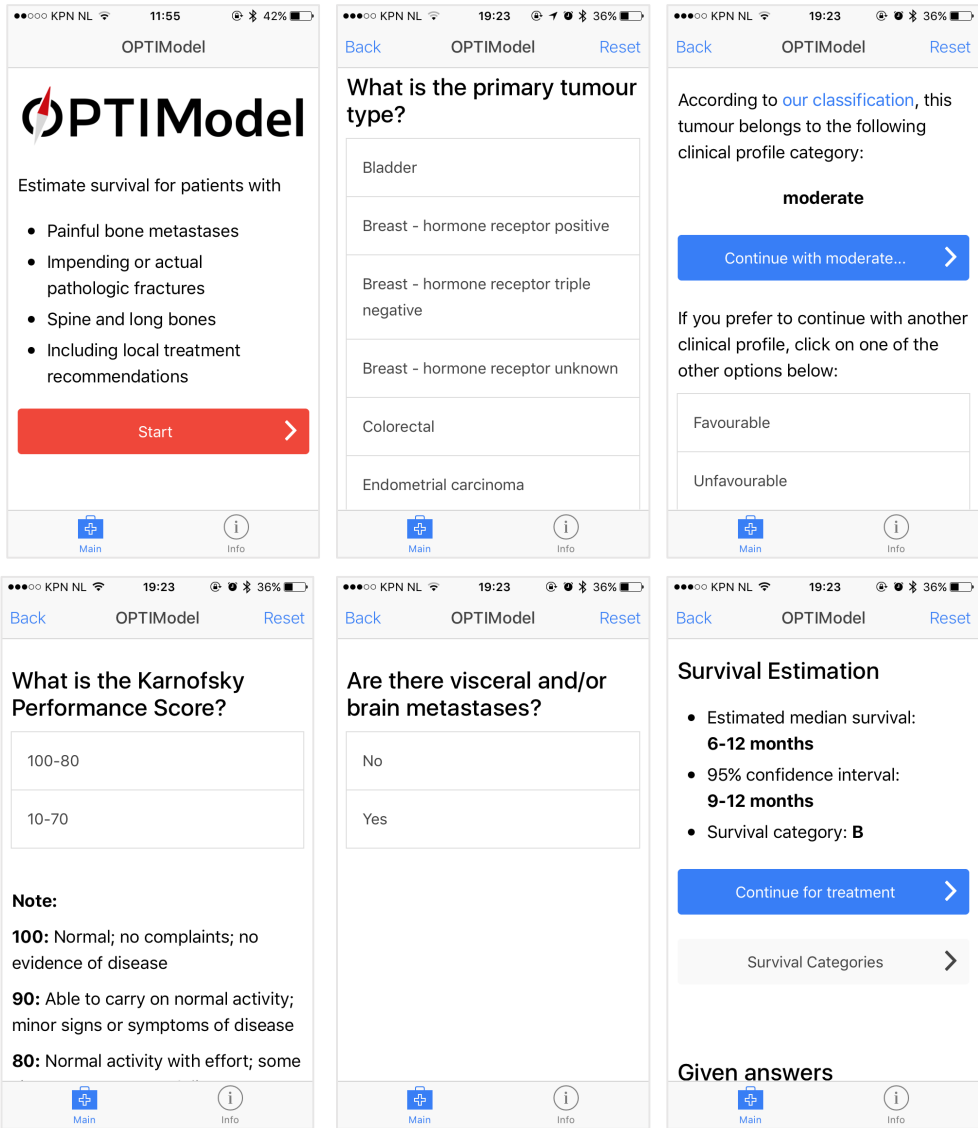 KPN NL 11:55 42%
OPTIModel
OPTIModel
Estimate survival for patients with
• Painful bone metastases
• Impending or actual
pathologic fractures
• Spine and long bones
• Including local treatment
recommendations
Start
Main Info
KPN NL 19:23 36%
Back OPTIModel Reset
What is the primary tumour
type?
Bladder
Breast - hormone receptor positive
Breast - hormone receptor triple
negative
Breast - hormone receptor unknown
Colorectal
Endometrial carcinoma
Main Info
KPN NL 19:23 36%
Back OPTIModel Reset
According to our classification, this
tumour belongs to the following
clinical profile category:
moderate
Continue with moderate...
If you prefer to continue with another
clinical profile, click on one of the
other options below:
Favourable
Unfavourable
Main Info
KPN NL 19:23 36%
Back OPTIModel Reset
What is the Karnofsky
Performance Score?
100-80
10-70
Note:
100: Normal; no complaints; no
evidence of disease
90: Able to carry on normal activity;
minor signs or symptoms of disease
80: Normal activity with effort; some
Main Info
KPN NL 19:23 36%
Back OPTIModel Reset
Are there visceral and/or
brain metastases?
No
Yes
Main Info
KPN NL 19:23 36%
Back OPTIModel Reset
Survival Estimation
• Estimated median survival:
6-12 months
• 95% confidence interval:
9-12 months
• Survival category: B
Continue for treatment
Survival Categories
Given answers
Main Info